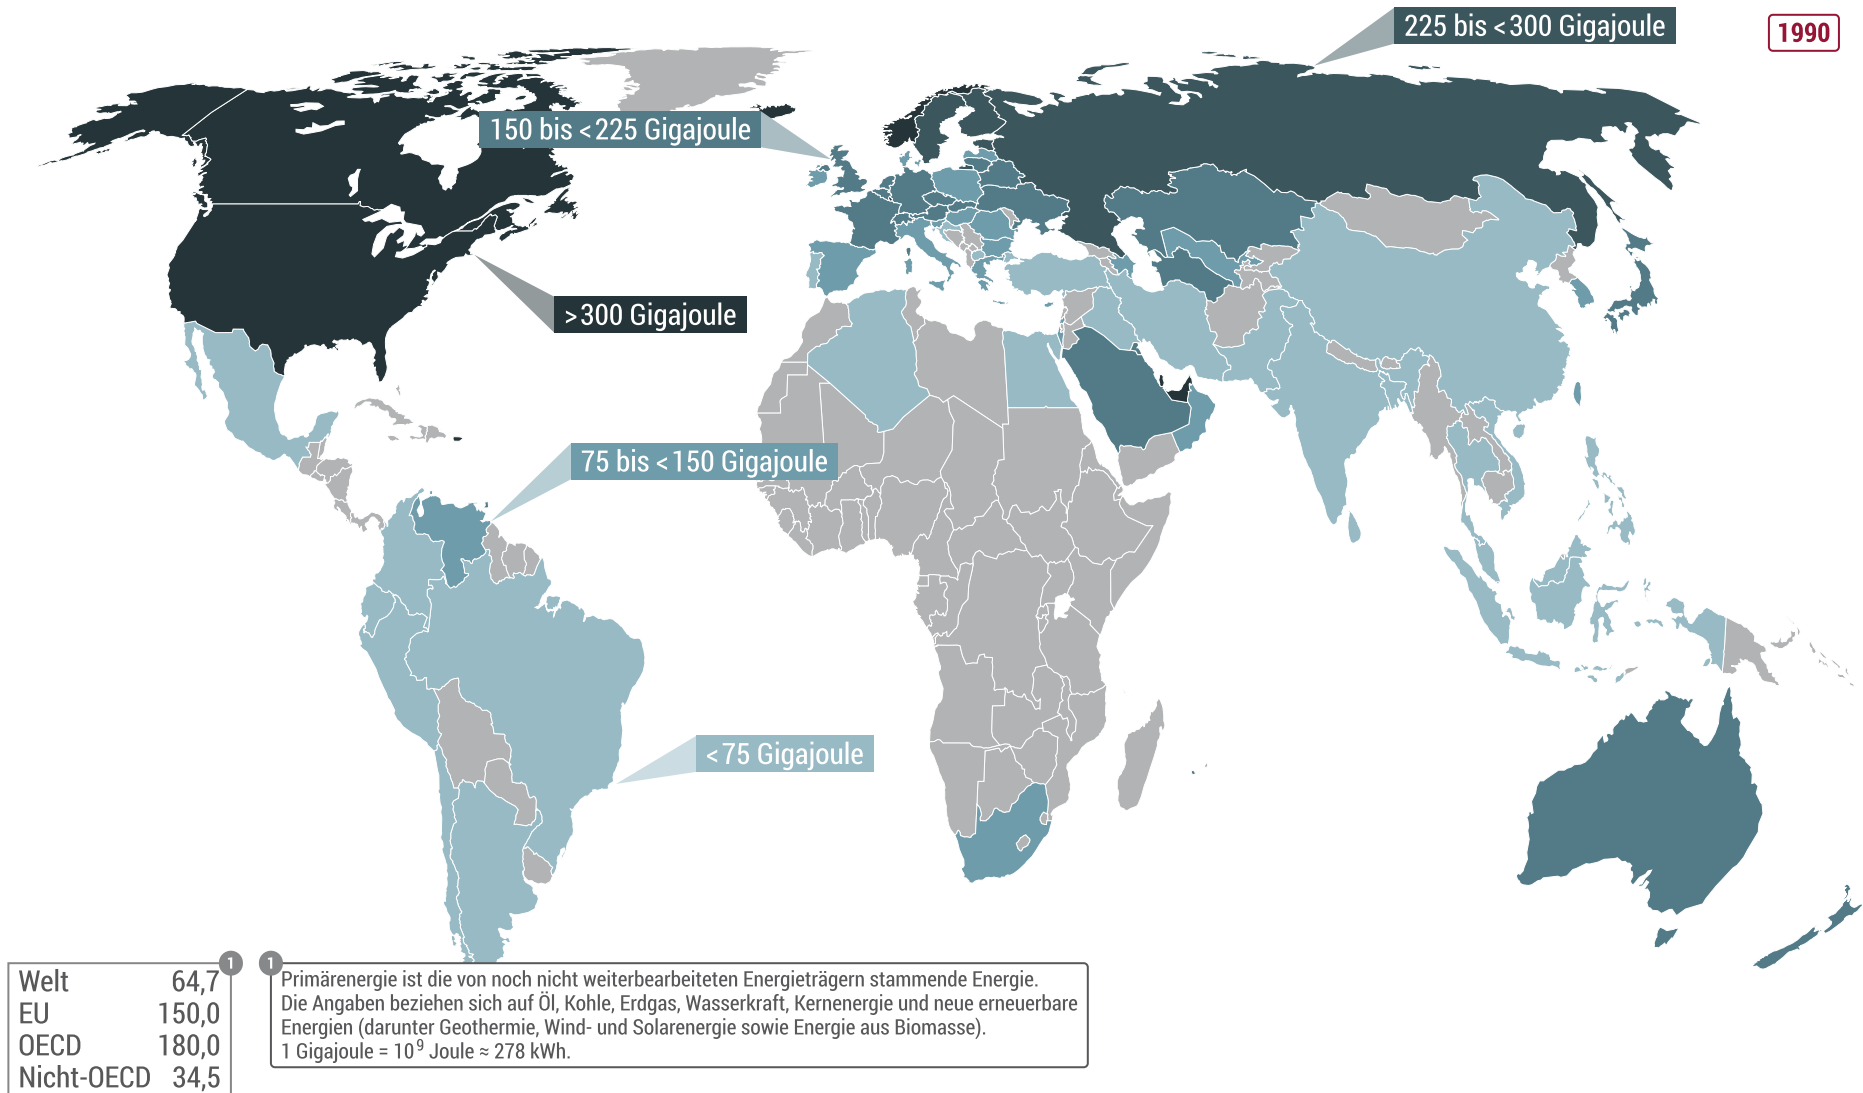 225 bis <300 Gigajoule
1990
150 bis <225 Gigajoule
>300 Gigajoule
75 bis <150 Gigajoule
<75 Gigajoule
1
1
Welt 64,7
EU 150,0
OECD 180,0
Nicht-OECD 34,5
Primärenergie ist die von noch nicht weiterbearbeiteten Energieträgern stammende Energie.
Die Angaben beziehen sich auf Öl, Kohle, Erdgas, Wasserkraft, Kernenergie und neue erneuerbare
Energien (darunter Geothermie, Wind- und Solarenergie sowie Energie aus Biomasse).
1 Gigajoule = 10⁹ Joule ≈ 278 kWh.